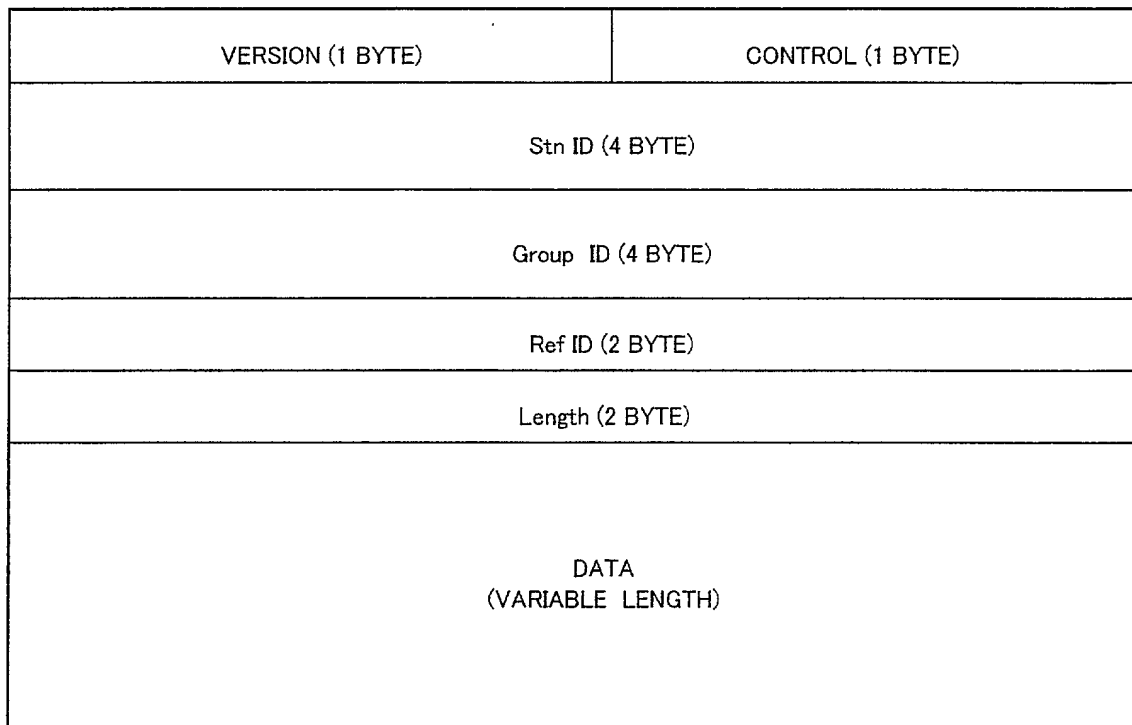 VERSION (1 BYTE)
CONTROL (1 BYTE)
Stn ID (4 BYTE)
Group ID (4 BYTE)
Ref ID (2 BYTE)
Length (2 BYTE)
DATA
(VARIABLE LENGTH)